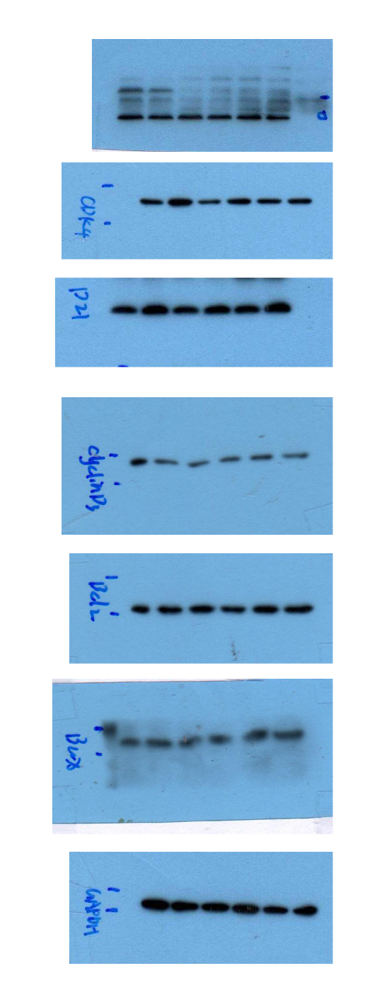 CDK4
P21
CyclinD3
Bcl2
Bax
GAPDH